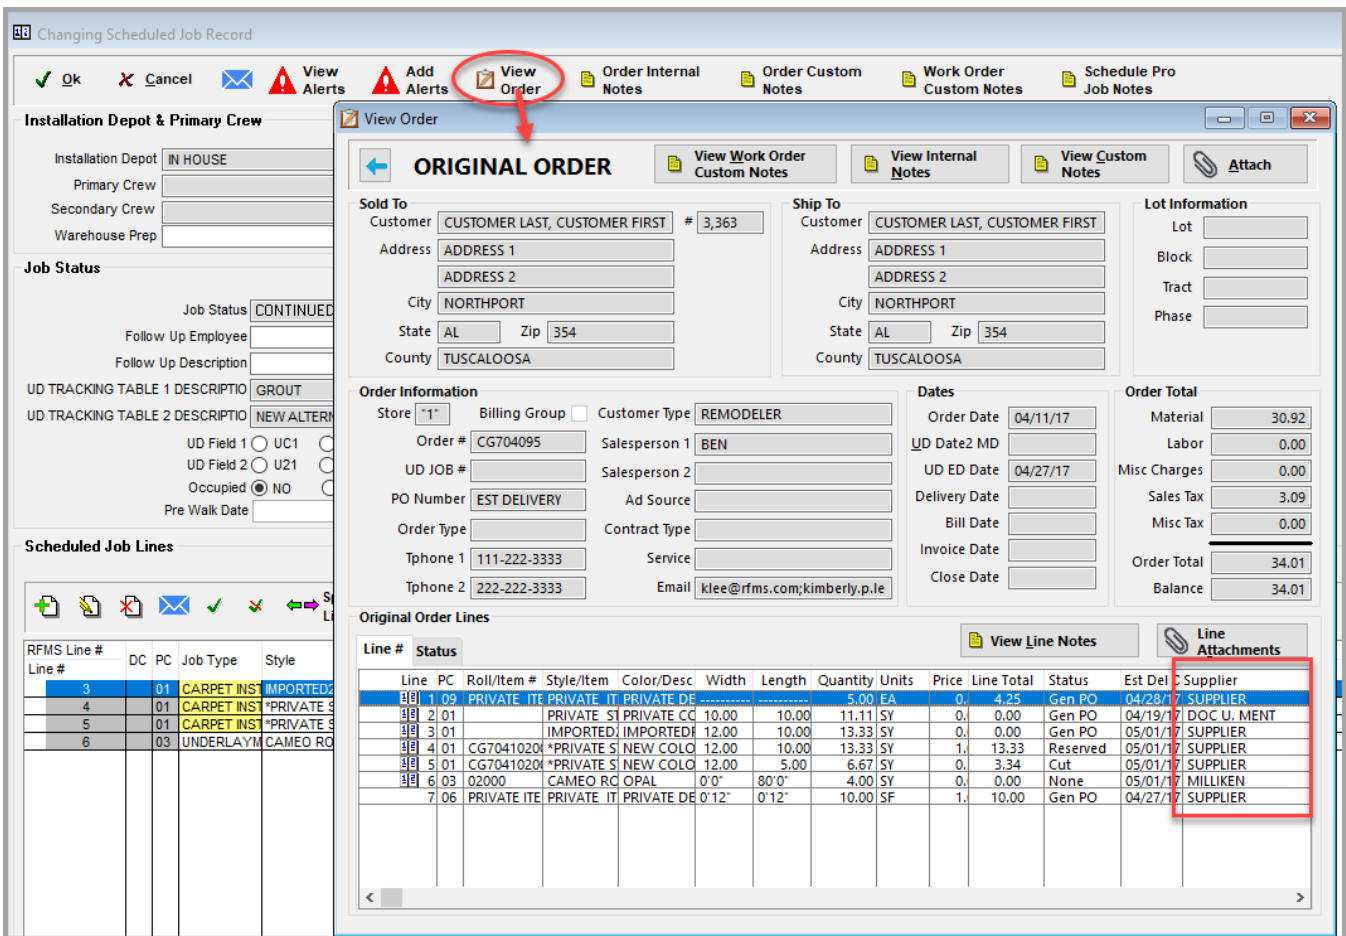 Changing Scheduled Job Record
Ok
Cancel
View Alerts
Add Alerts
View Order
Order Internal Notes
Order Custom Notes
Work Order Custom Notes
Schedule Pro Job Notes
Installation Depot & Primary Crew
Installation Depot IN HOUSE
Primary Crew
Secondary Crew
Warehouse Prep
Job Status
Job Status CONTINUED
Follow Up Employee
Follow Up Description
UD TRACKING TABLE 1 DESCRIPTIO GROUT
UD TRACKING TABLE 2 DESCRIPTIO NEW ALTERN
UD Field 1 UC1
UD Field 2 U21
Occupied NO
Pre Walk Date
Scheduled Job Lines
RFMS Line #
Line # DC PC Job Type Style
3 01 CARPET INST IMPORTED2
4 01 CARPET INST *PRIVATE S
5 01 CARPET INST *PRIVATE S
6 03 UNDERLAYM CAMEO RO
View Order
ORIGINAL ORDER
View Work Order Custom Notes
View Internal Notes
View Custom Notes
Attach
Sold To
Customer CUSTOMER LAST, CUSTOMER FIRST # 3,363
Address ADDRESS 1
ADDRESS 2
City NORTHPORT
State AL Zip 354
County TUSCALOOSA
Ship To
Customer CUSTOMER LAST, CUSTOMER FIRST
Address ADDRESS 1
ADDRESS 2
City NORTHPORT
State AL Zip 354
County TUSCALOOSA
Lot Information
Lot
Block
Tract
Phase
Order Information
Store "1" Billing Group Customer Type REMODELER
Order # CG704095 Salesperson 1 BEN
UD JOB # Salesperson 2
PO Number EST DELIVERY Ad Source
Order Type Contract Type
Tphone 1 111-222-3333 Service
Tphone 2 222-222-3333 Email klee@rfms.com;kimberly.p.le
Dates
Order Date 04/11/17
UD Date2 MD
UD ED Date 04/27/17
Delivery Date
Bill Date
Invoice Date
Close Date
Order Total
Material 30.92
Labor 0.00
Misc Charges 0.00
Sales Tax 3.09
Misc Tax 0.00
Order Total 34.01
Balance 34.01
Original Order Lines
Line # Status
View Line Notes
Line Attachments
Line PC Roll/Item # Style/Item Color/Desc Width Length Quantity Units Price Line Total Status Est Del Supplier
1 09 PRIVATE ITE PRIVATE IT PRIVATE DE ---------- ---------- 5.00 EA 0. 4.25 Gen PO 04/28/17 SUPPLIER
2 01 PRIVATE ST PRIVATE CC 10.00 10.00 11.11 SY 0. 0.00 Gen PO 04/19/17 DOC U. MENT
3 01 IMPORTED IMPORTEDF 12.00 10.00 13.33 SY 0. 0.00 Gen PO 05/01/17 SUPPLIER
4 01 CG7041020 *PRIVATE S NEW COLO 12.00 10.00 13.33 SY 1. 13.33 Reserved 05/01/17 SUPPLIER
5 01 CG7041020 *PRIVATE S NEW COLO 12.00 5.00 6.67 SY 0. 3.34 Cut 05/01/17 SUPPLIER
6 03 02000 CAMEO RO OPAL 0'0" 80'0" 4.00 SY 0. 0.00 None 05/01/17 MILLIKEN
7 06 PRIVATE ITE PRIVATE IT PRIVATE DE 0'12" 0'12" 10.00 SF 1. 10.00 Gen PO 04/27/17 SUPPLIER